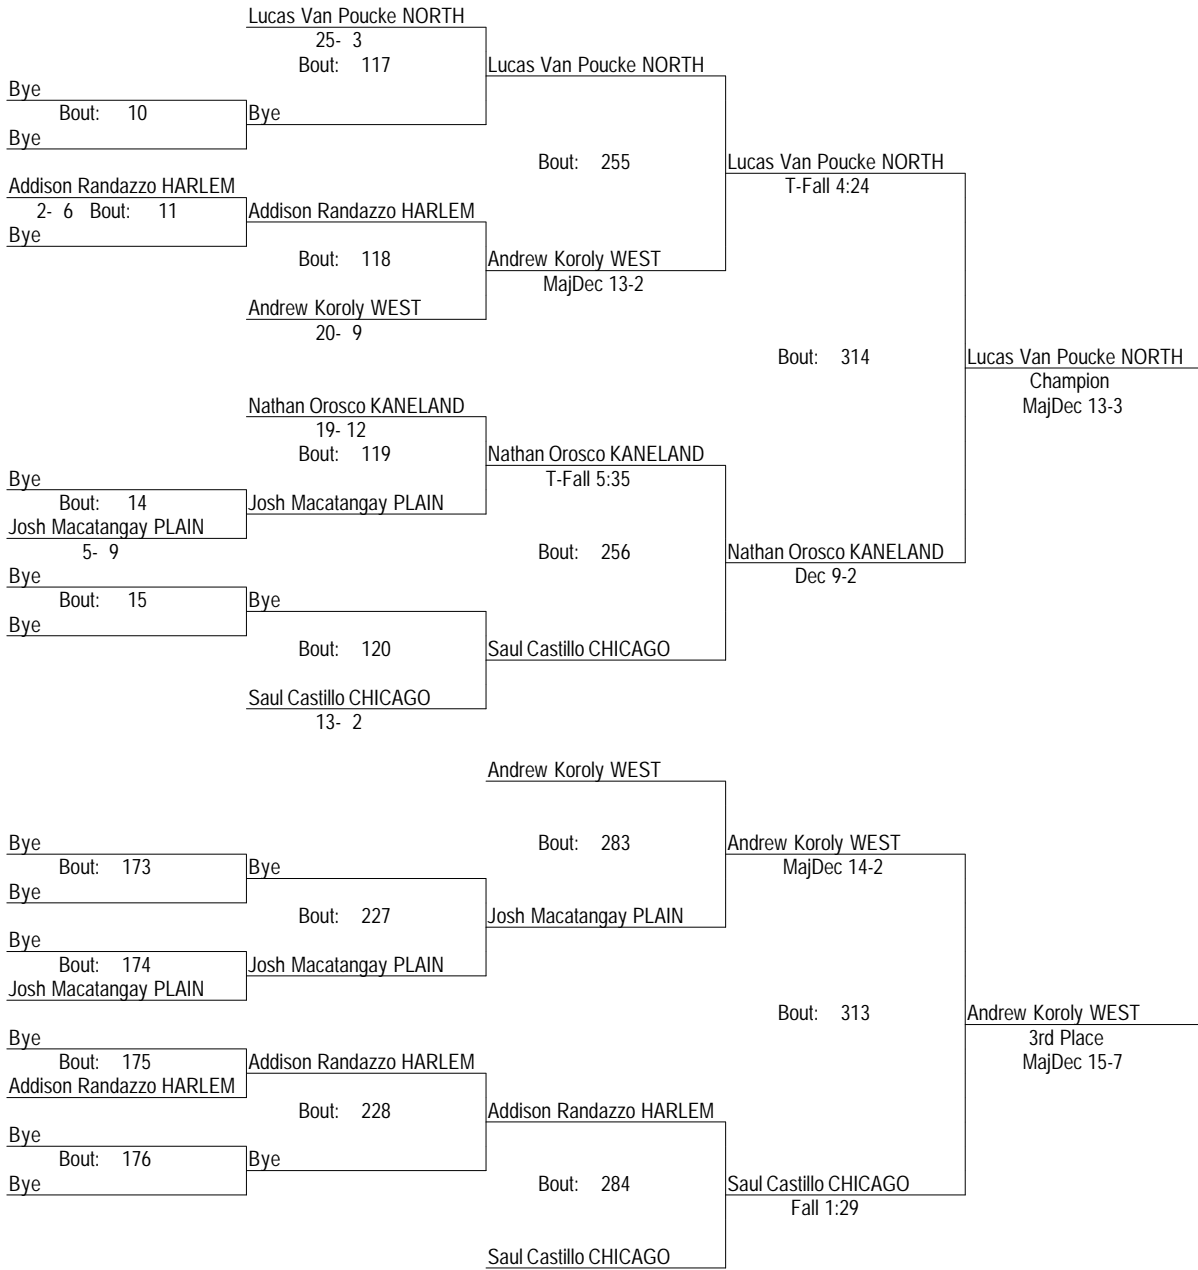 Lucas Van Poucke NORTH
25- 3
Bout: 117
Lucas Van Poucke NORTH
Bye
Bout: 10
Bye
Bye
Bout: 255
Lucas Van Poucke NORTH
T-Fall 4:24
Addison Randazzo HARLEM
2- 6 Bout: 11
Addison Randazzo HARLEM
Bye
Bout: 118
Andrew Koroly WEST
MajDec 13-2
Andrew Koroly WEST
20- 9
Bout: 314
Lucas Van Poucke NORTH
Champion
MajDec 13-3
Nathan Orosco KANELAND
19- 12
Bout: 119
Nathan Orosco KANELAND
T-Fall 5:35
Bye
Bout: 14
Josh Macatangay PLAIN
Josh Macatangay PLAIN
5- 9
Bout: 256
Nathan Orosco KANELAND
Dec 9-2
Bye
Bout: 15
Bye
Bye
Bout: 120
Saul Castillo CHICAGO
Saul Castillo CHICAGO
13- 2
Andrew Koroly WEST
Bye
Bout: 173
Bye
Bye
Bout: 283
Andrew Koroly WEST
MajDec 14-2
Bout: 227
Josh Macatangay PLAIN
Bye
Bout: 174
Josh Macatangay PLAIN
Josh Macatangay PLAIN
Bout: 313
Andrew Koroly WEST
3rd Place
MajDec 15-7
Bye
Bout: 175
Addison Randazzo HARLEM
Addison Randazzo HARLEM
Bout: 228
Addison Randazzo HARLEM
Bye
Bout: 176
Bye
Bye
Bout: 284
Saul Castillo CHICAGO
Fall 1:29
Saul Castillo CHICAGO